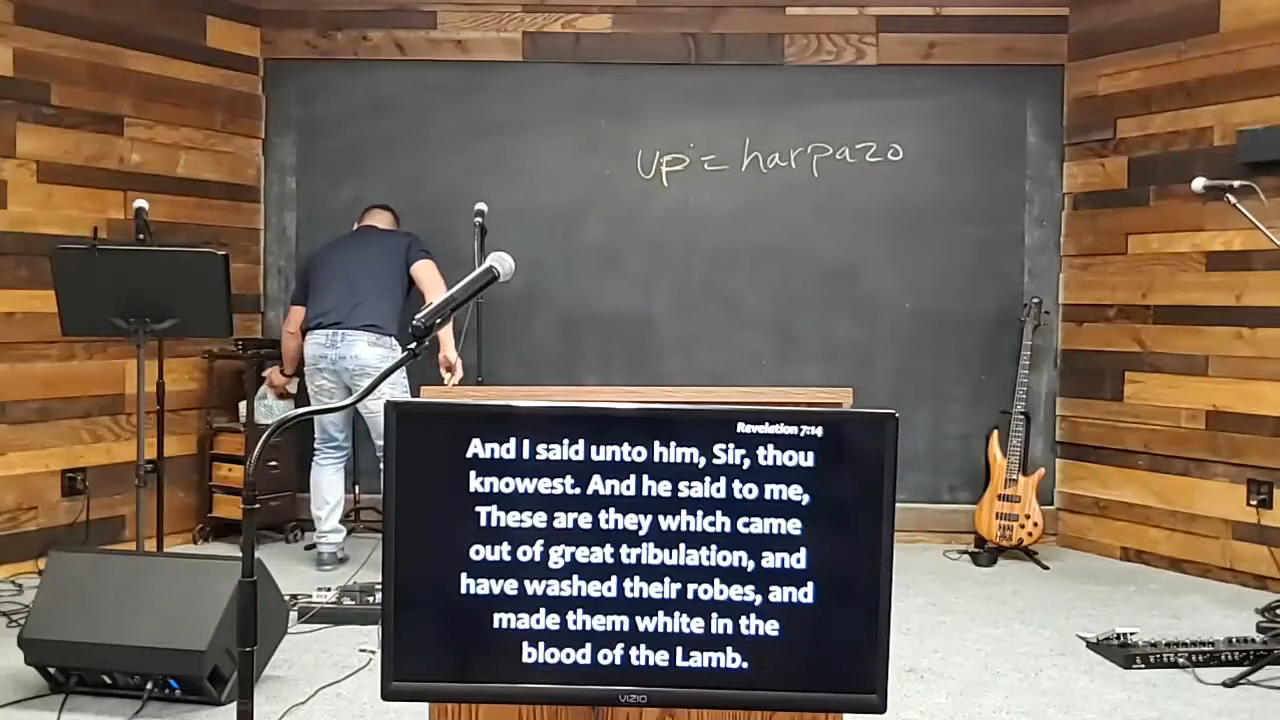 up = harpazo
Revelation 7:14
And I said unto him, Sir, thou
knowest. And he said to me,
These are they which came
out of great tribulation, and
have washed their robes, and
made them white in the
blood of the Lamb.
VIZIO